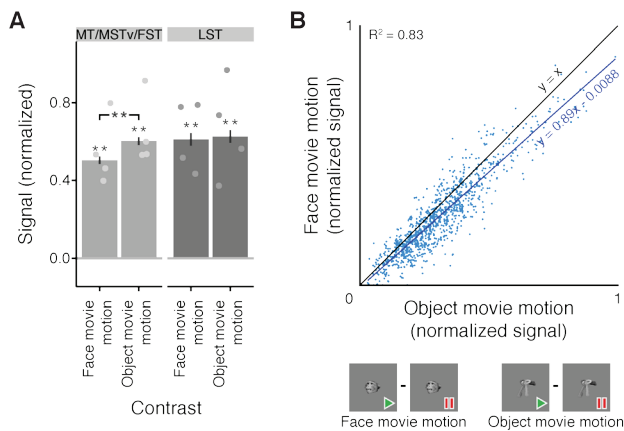 A
MT/MSTv/FST
LST
Signal (normalized)
0.8
0.4
0.0
**
**
**
**
**
Face movie
motion
Object movie
motion
Face movie
motion
Object movie
motion
Contrast
B
1
R² = 0.83
y = x
y = 0.89x - 0.0088
Face movie motion
(normalized signal)
0
1
Object movie motion
(normalized signal)
-
-
Face movie motion
Object movie motion